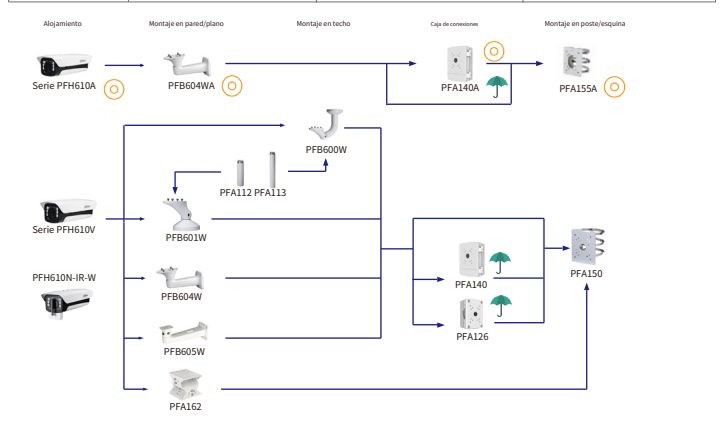 Alojamiento
Montaje en pared/plano
Montaje en techo
Caja de conexiones
Montaje en poste/esquina
Serie PFH610A
PFB604WA
PFA140A
PFA155A
PFB600W
PFA112 PFA113
Serie PFH610V
PFB601W
PFA150
PFH610N-IR-W
PFB604W
PFA140
PFA126
PFB605W
PFA162